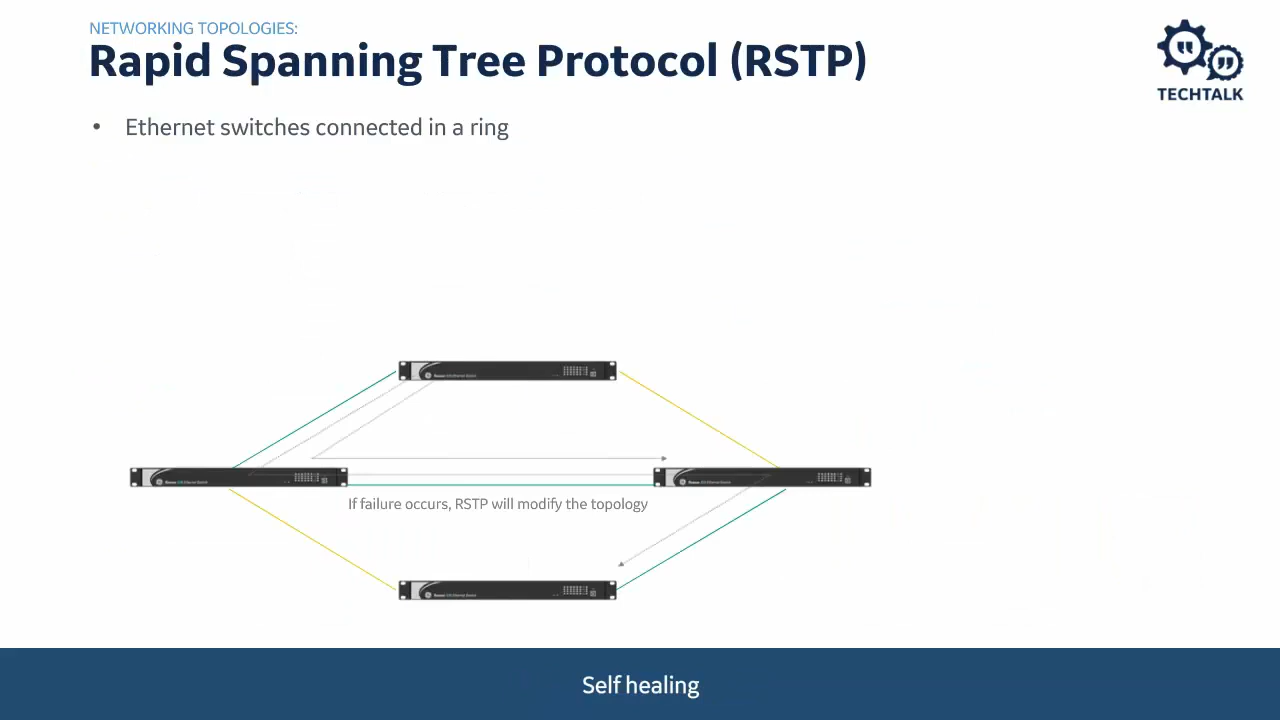 NETWORKING TOPOLOGIES:
Rapid Spanning Tree Protocol (RSTP)
TECHTALK
• Ethernet switches connected in a ring
If failure occurs, RSTP will modify the topology
Self healing